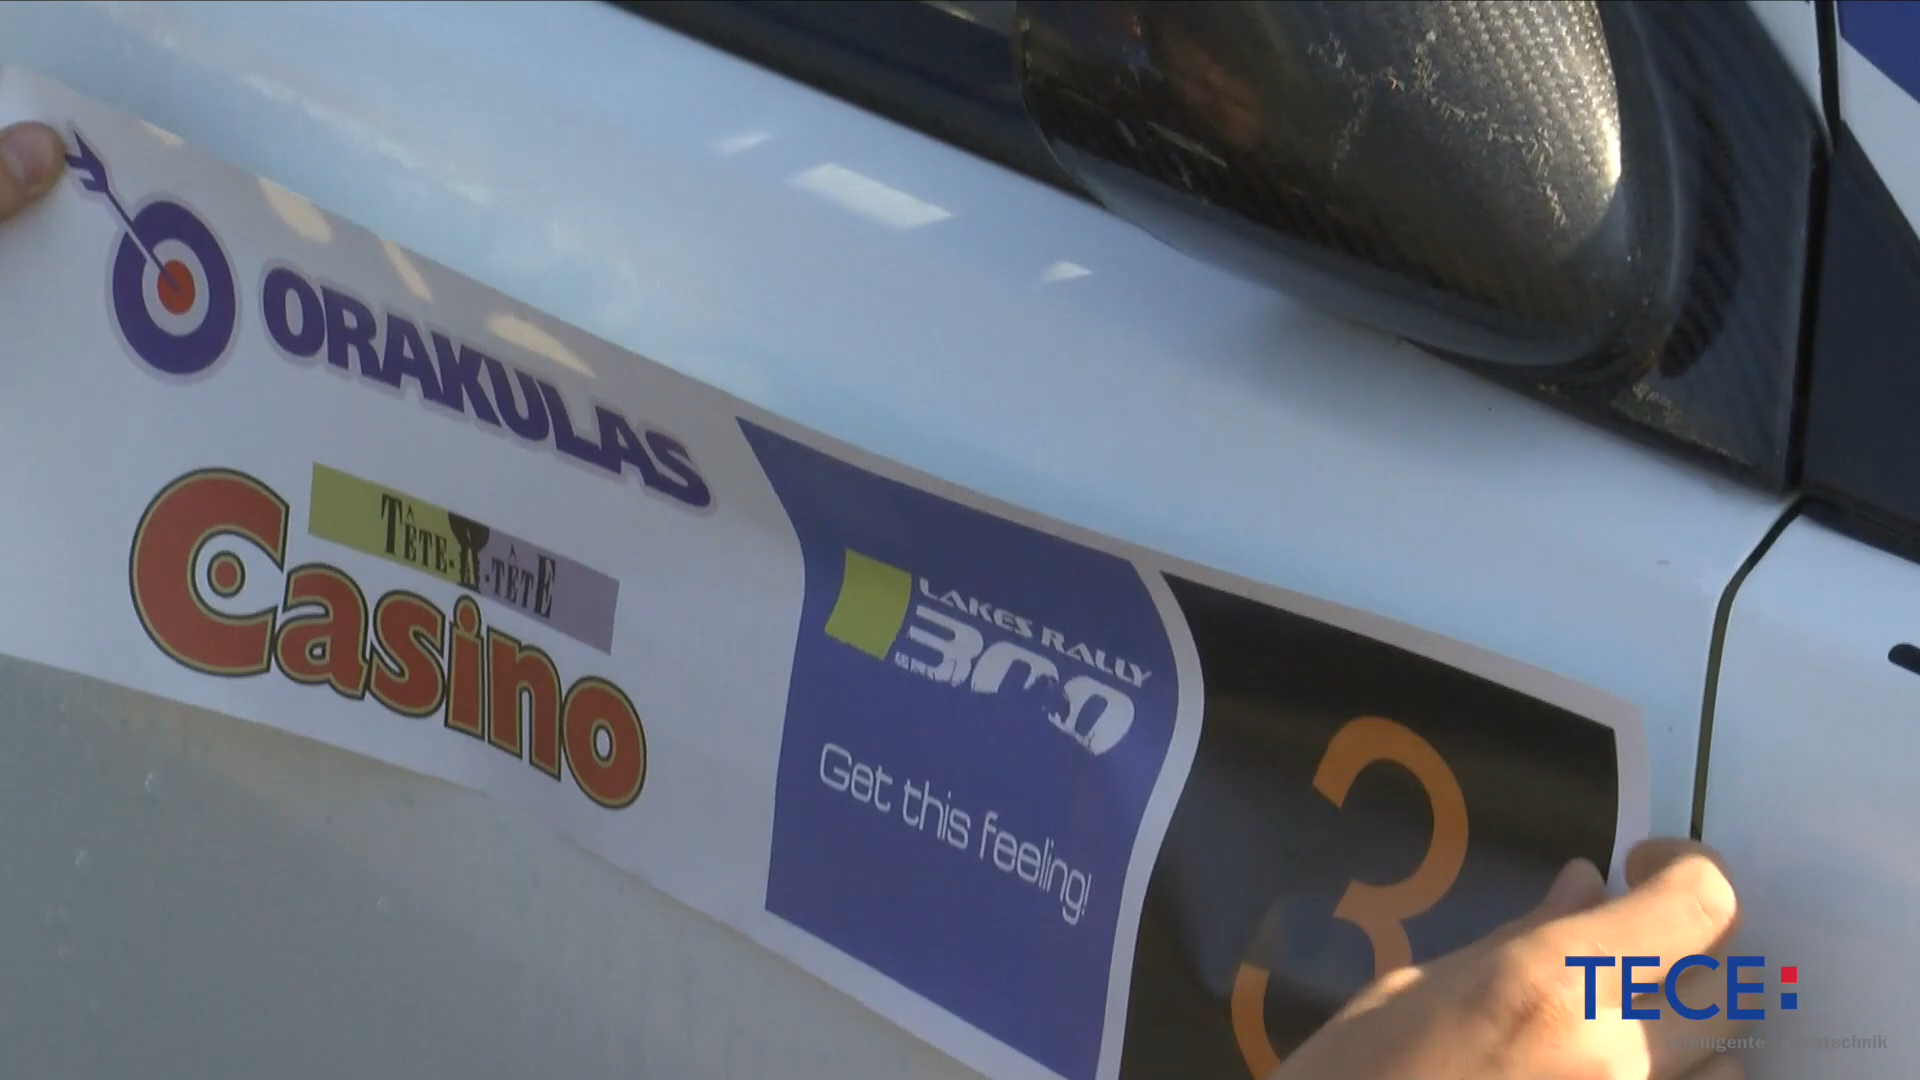 ORAKULAS
TÊTE-À-TÊTE
Casino
LAKES RALLY
300
Get this feeling!
3
TECE